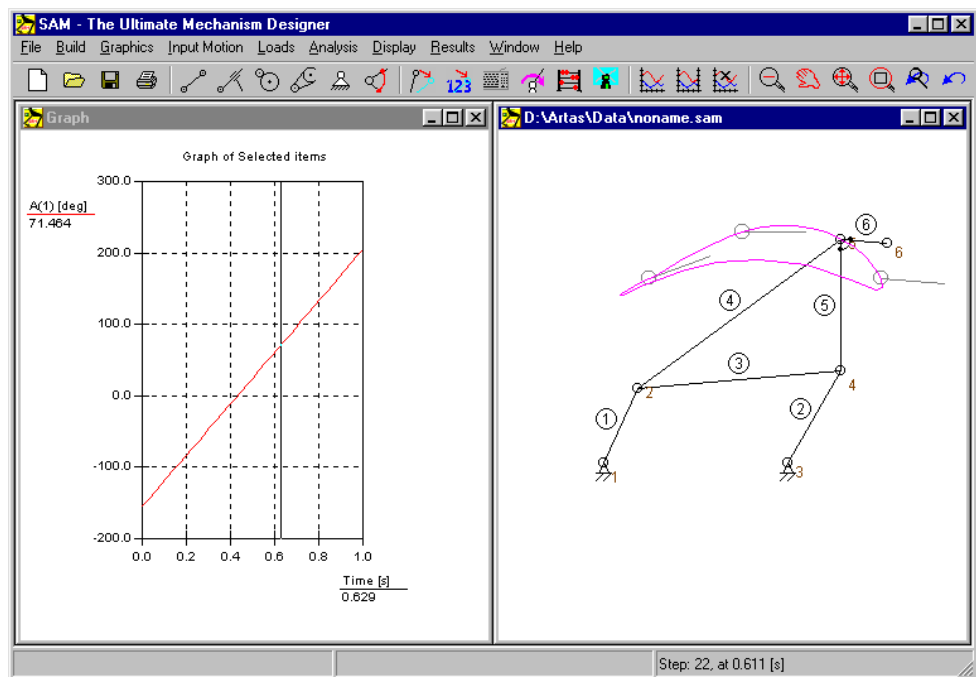 SAM - The Ultimate Mechanism Designer
File Build Graphics Input Motion Loads Analysis Display Results Window Help
123
Graph
Graph of Selected items
A(1) [deg]
71.464
300.0
200.0
100.0
0.0
-100.0
-200.0
0.0 0.2 0.4 0.6 0.8 1.0
Time [s]
0.629
D:\Artas\Data\noname.sam
6
5 6
4
5
3
2 4
1 2
1 3
Step: 22, at 0.611 [s]